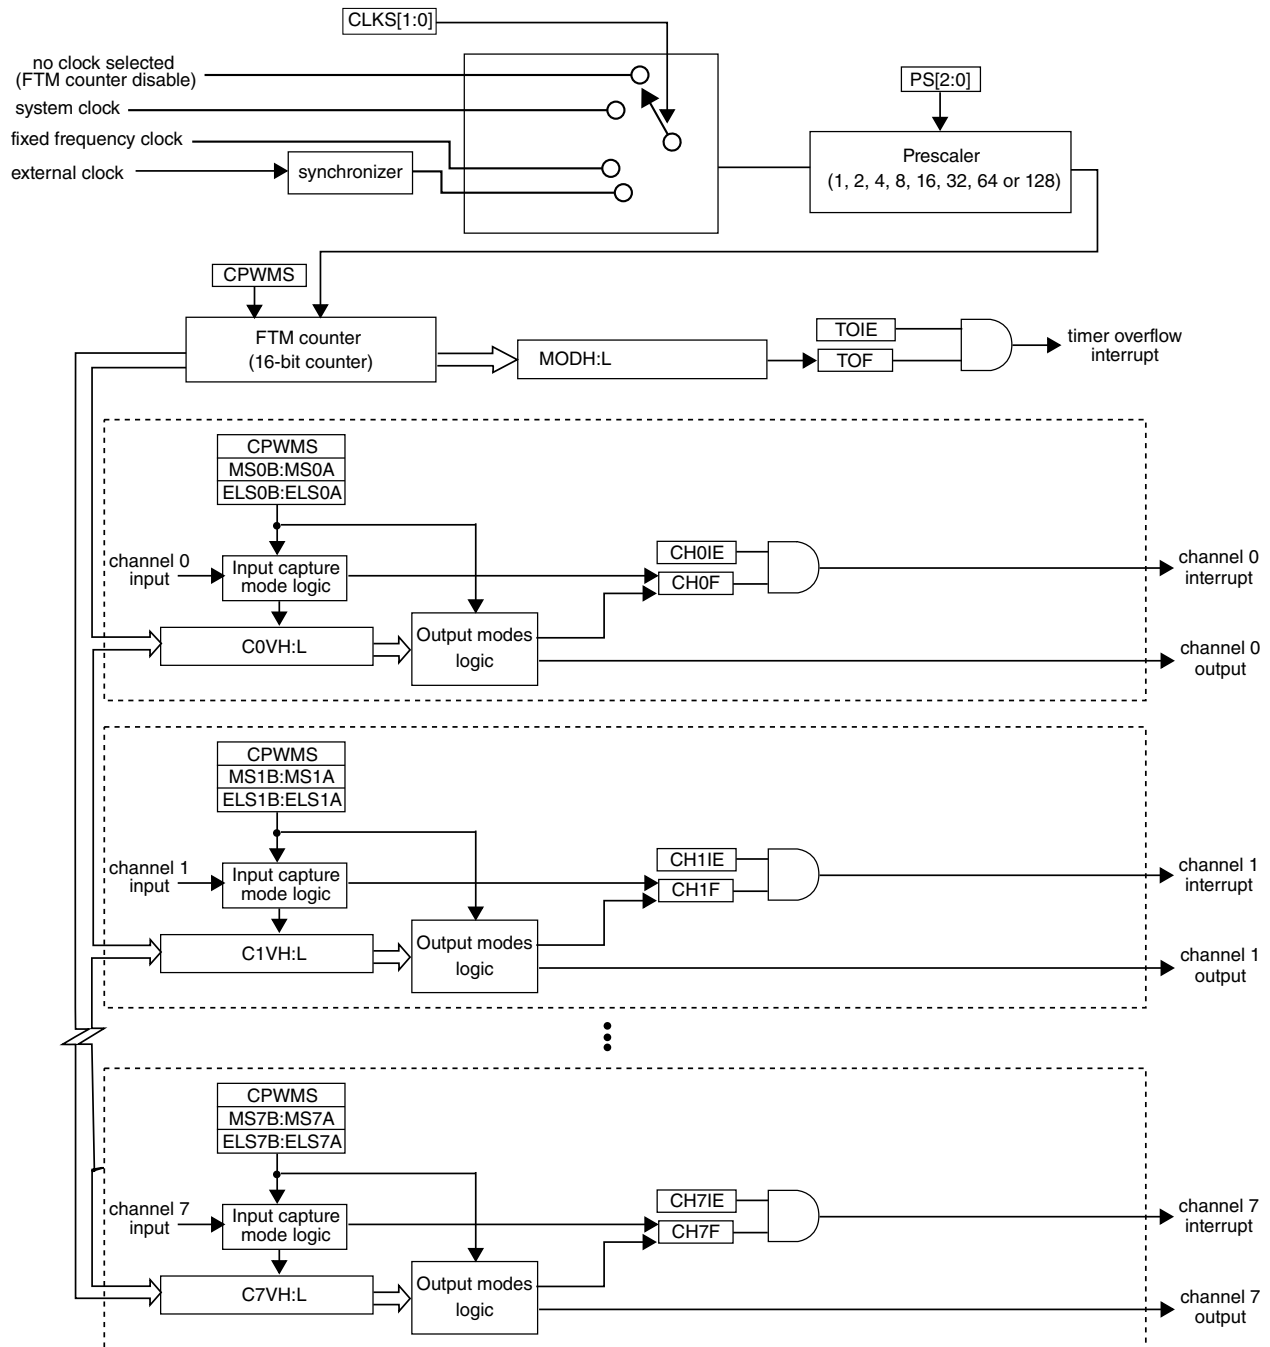 CLKS[1:0]
no clock selected
(FTM counter disable)
system clock
fixed frequency clock
external clock
synchronizer
PS[2:0]
Prescaler
(1, 2, 4, 8, 16, 32, 64 or 128)
CPWMS
FTM counter
(16-bit counter)
MODH:L
TOIE
TOF
timer overflow
interrupt
CPWMS
MS0B:MS0A
ELS0B:ELS0A
channel 0
input
Input capture
mode logic
C0VH:L
Output modes
logic
CH0IE
CH0F
channel 0
interrupt
channel 0
output
CPWMS
MS1B:MS1A
ELS1B:ELS1A
channel 1
input
Input capture
mode logic
C1VH:L
Output modes
logic
CH1IE
CH1F
channel 1
interrupt
channel 1
output
CPWMS
MS7B:MS7A
ELS7B:ELS7A
channel 7
input
Input capture
mode logic
C7VH:L
Output modes
logic
CH7IE
CH7F
channel 7
interrupt
channel 7
output